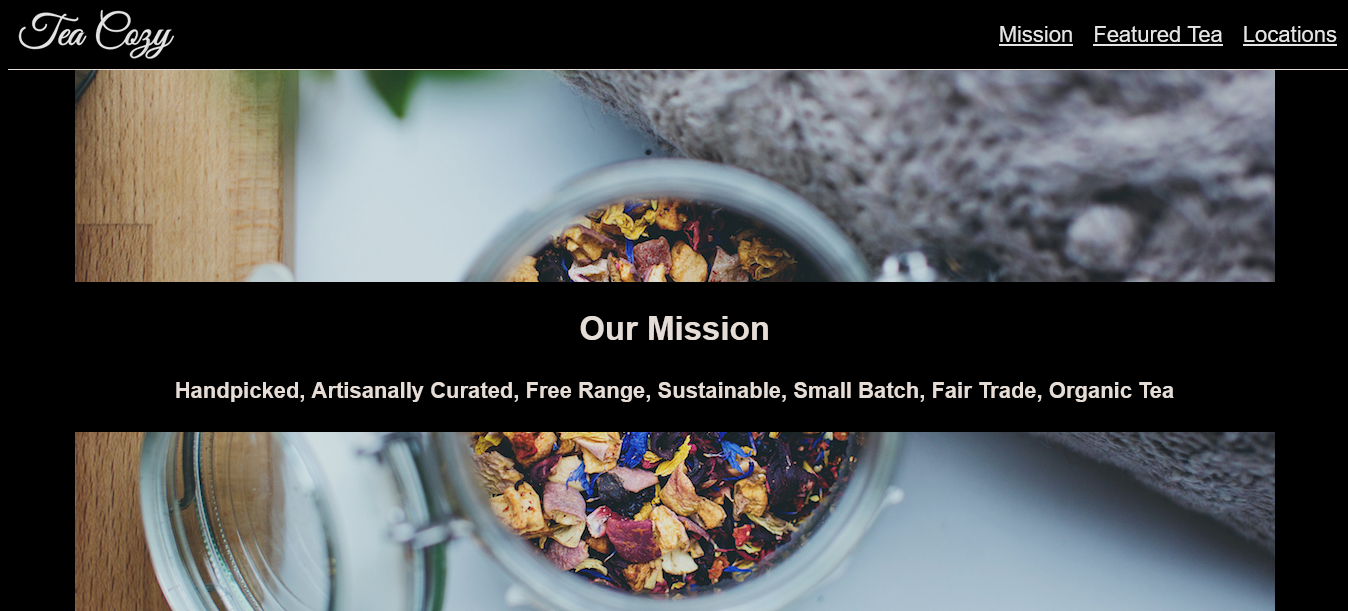 Tea Cozy
Mission Featured Tea Locations
Our Mission
Handpicked, Artisanally Curated, Free Range, Sustainable, Small Batch, Fair Trade, Organic Tea